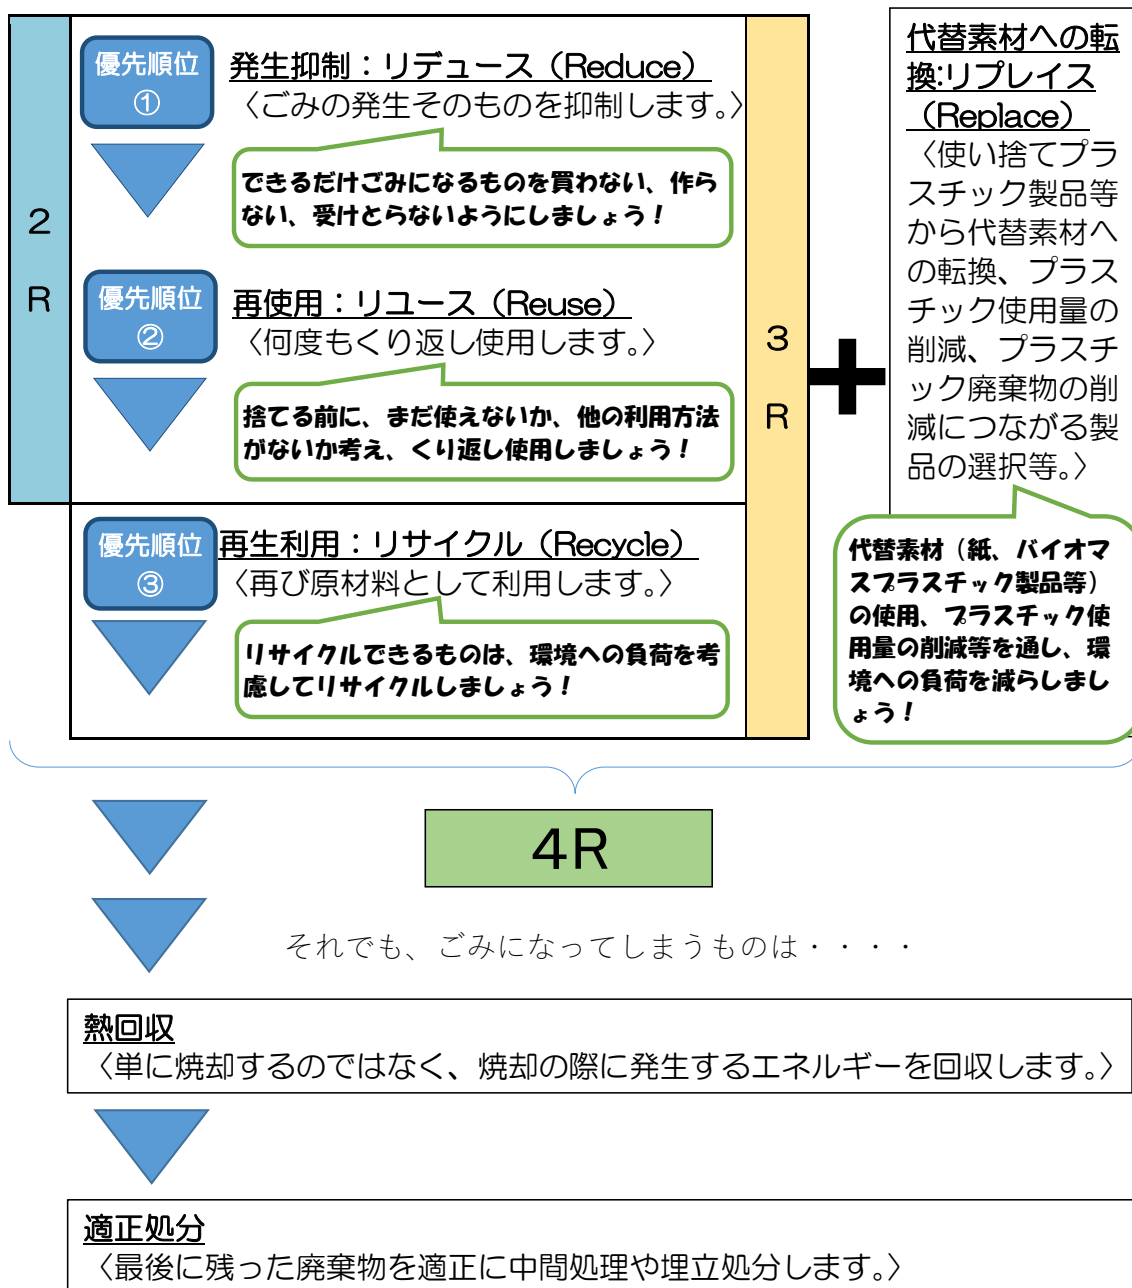 2
R
優先順位
①
発生抑制：リデュース（Reduce）
〈ごみの発生そのものを抑制します。〉
できるだけごみになるものを買わない、作ら
ない、受けとらないようにしましょう！
優先順位
②
再使用：リユース（Reuse）
〈何度もくり返し使用します。〉
捨てる前に、まだ使えないか、他の利用方法
がないか考え、くり返し使用しましょう！
優先順位
③
再生利用：リサイクル（Recycle）
〈再び原材料として利用します。〉
リサイクルできるものは、環境への負荷を考
慮してリサイクルしましょう！
3
R
代替素材への転
換:リプレイス
（Replace）
〈使い捨てプラ
スチック製品等
から代替素材へ
の転換、プラス
チック使用量の
削減、プラスチ
ック廃棄物の削
減につながる製
品の選択等。〉
代替素材（紙、バイオマ
スプラスチック製品等）
の使用、プラスチック使
用量の削減等を通し、環
境への負荷を減らしまし
ょう！
4R
それでも、ごみになってしまうものは・・・・
熱回収
〈単に焼却するのではなく、焼却の際に発生するエネルギーを回収します。〉
適正処分
〈最後に残った廃棄物を適正に中間処理や埋立処分します。〉